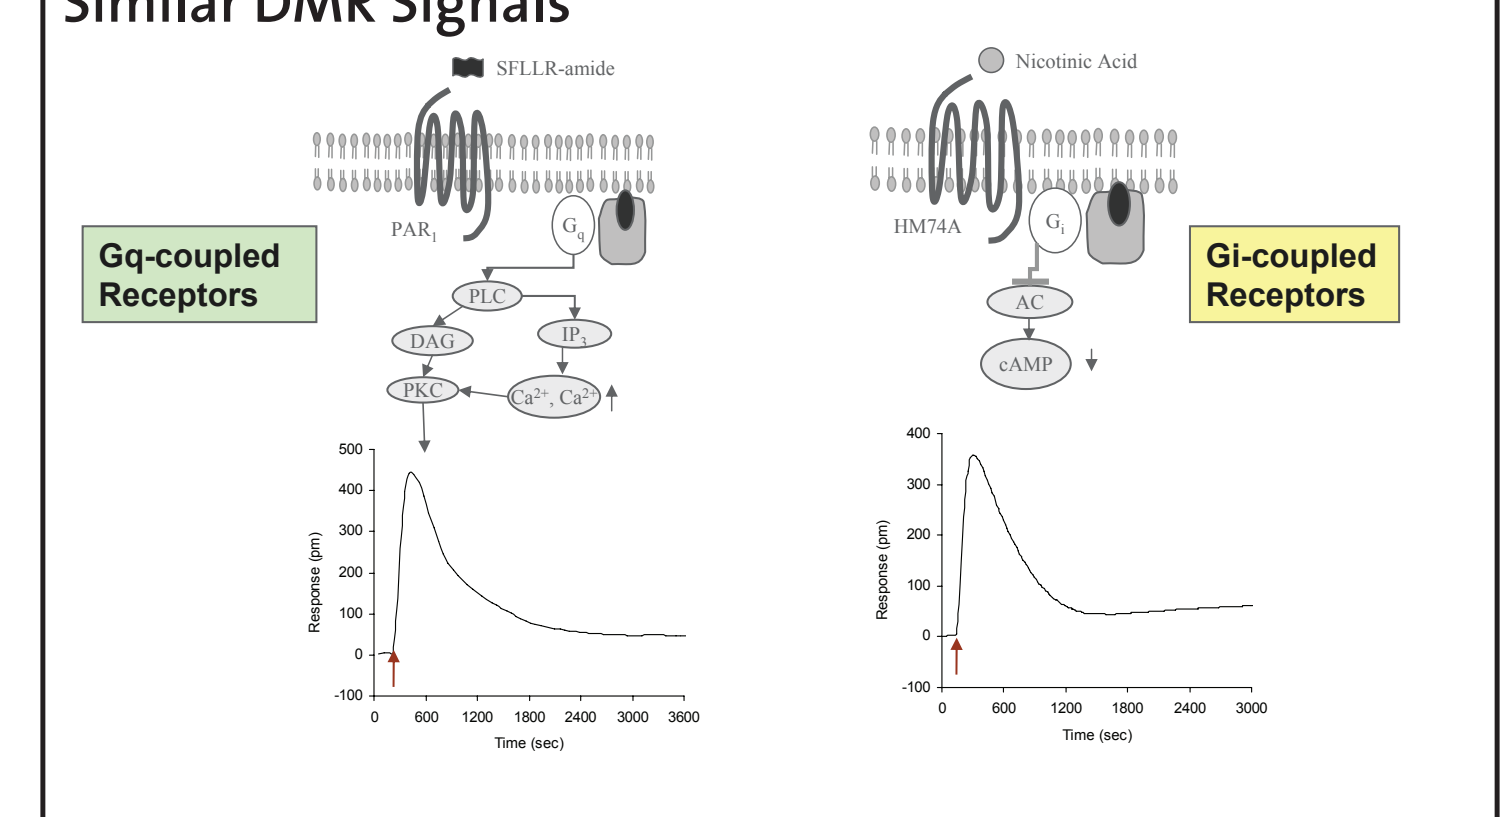 Similar DMR Signals
SFLLR-amide
PAR₁
Gq
Gq-coupled
Receptors
PLC
DAG
IP₃
PKC
Ca²⁺, Ca²⁺
500
400
300
200
100
0
-100
Response (pm)
0 600 1200 1800 2400 3000 3600
Time (sec)
Nicotinic Acid
HM74A
Gi
Gi-coupled
Receptors
AC
cAMP
400
300
200
100
0
-100
Response (pm)
0 600 1200 1800 2400 3000
Time (sec)